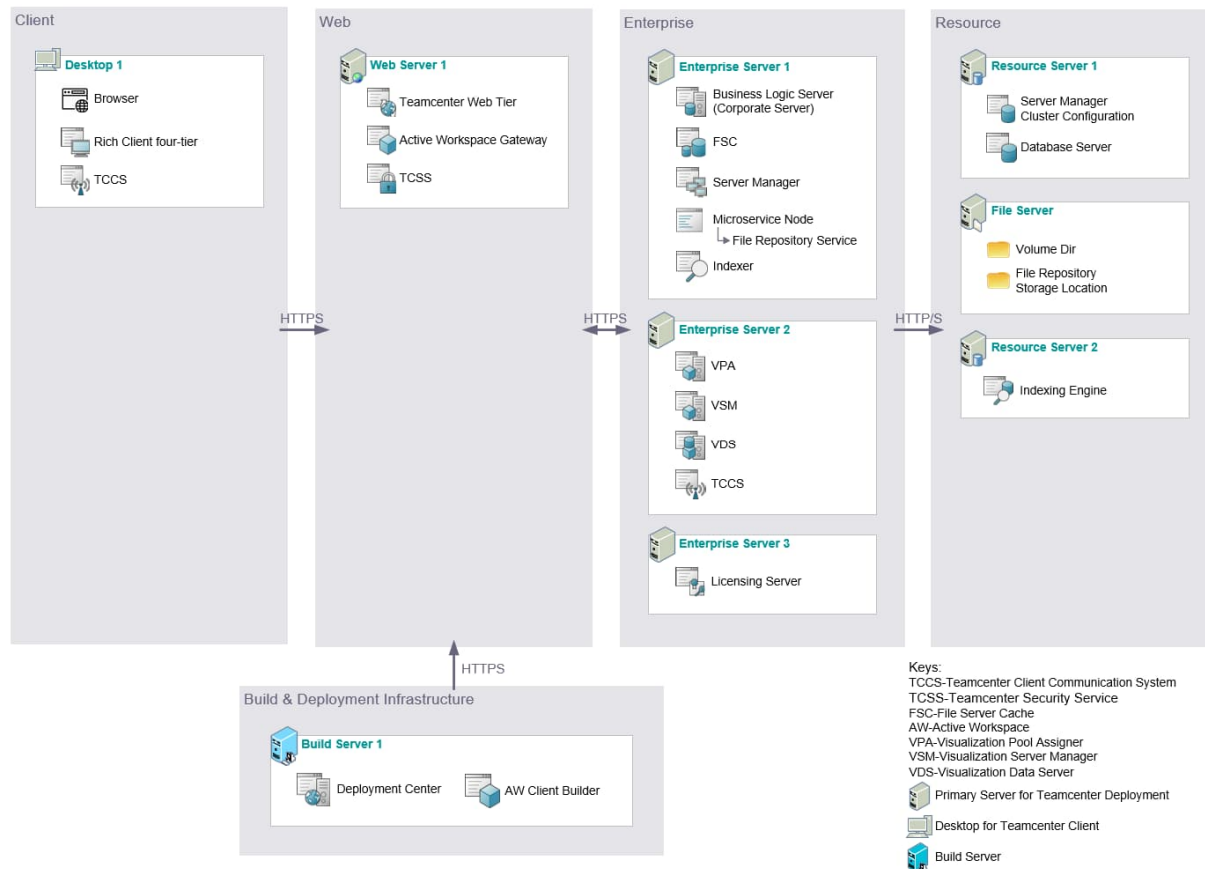 Client
Desktop 1
Browser
Rich Client four-tier
TCCS
HTTPS
Web
Web Server 1
Teamcenter Web Tier
Active Workspace Gateway
TCSS
HTTPS
Enterprise
Enterprise Server 1
Business Logic Server
(Corporate Server)
FSC
Server Manager
Microservice Node
File Repository Service
Indexer
Enterprise Server 2
VPA
VSM
VDS
TCCS
Enterprise Server 3
Licensing Server
HTTP/S
Resource
Resource Server 1
Server Manager
Cluster Configuration
Database Server
File Server
Volume Dir
File Repository
Storage Location
Resource Server 2
Indexing Engine
HTTPS
Build & Deployment Infrastructure
Build Server 1
Deployment Center
AW Client Builder
Keys:
TCCS-Teamcenter Client Communication System
TCSS-Teamcenter Security Service
FSC-File Server Cache
AW-Active Workspace
VPA-Visualization Pool Assigner
VSM-Visualization Server Manager
VDS-Visualization Data Server
Primary Server for Teamcenter Deployment
Desktop for Teamcenter Client
Build Server